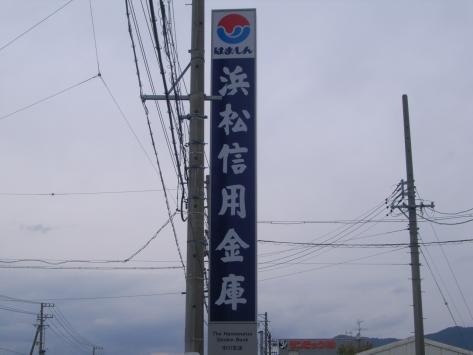 はましん
浜松信用金庫
The Hamamatsu
Shinkin Bank